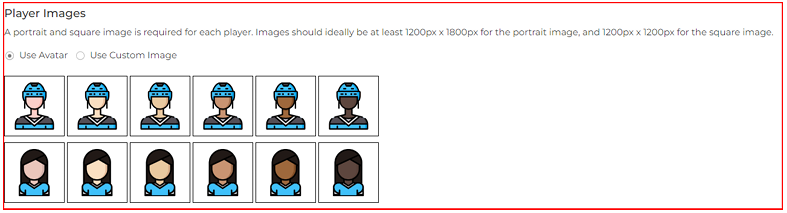 Player Images
A portrait and square image is required for each player. Images should ideally be at least 1200px x 1800px for the portrait image, and 1200px x 1200px for the square image.
Use Avatar Use Custom Image